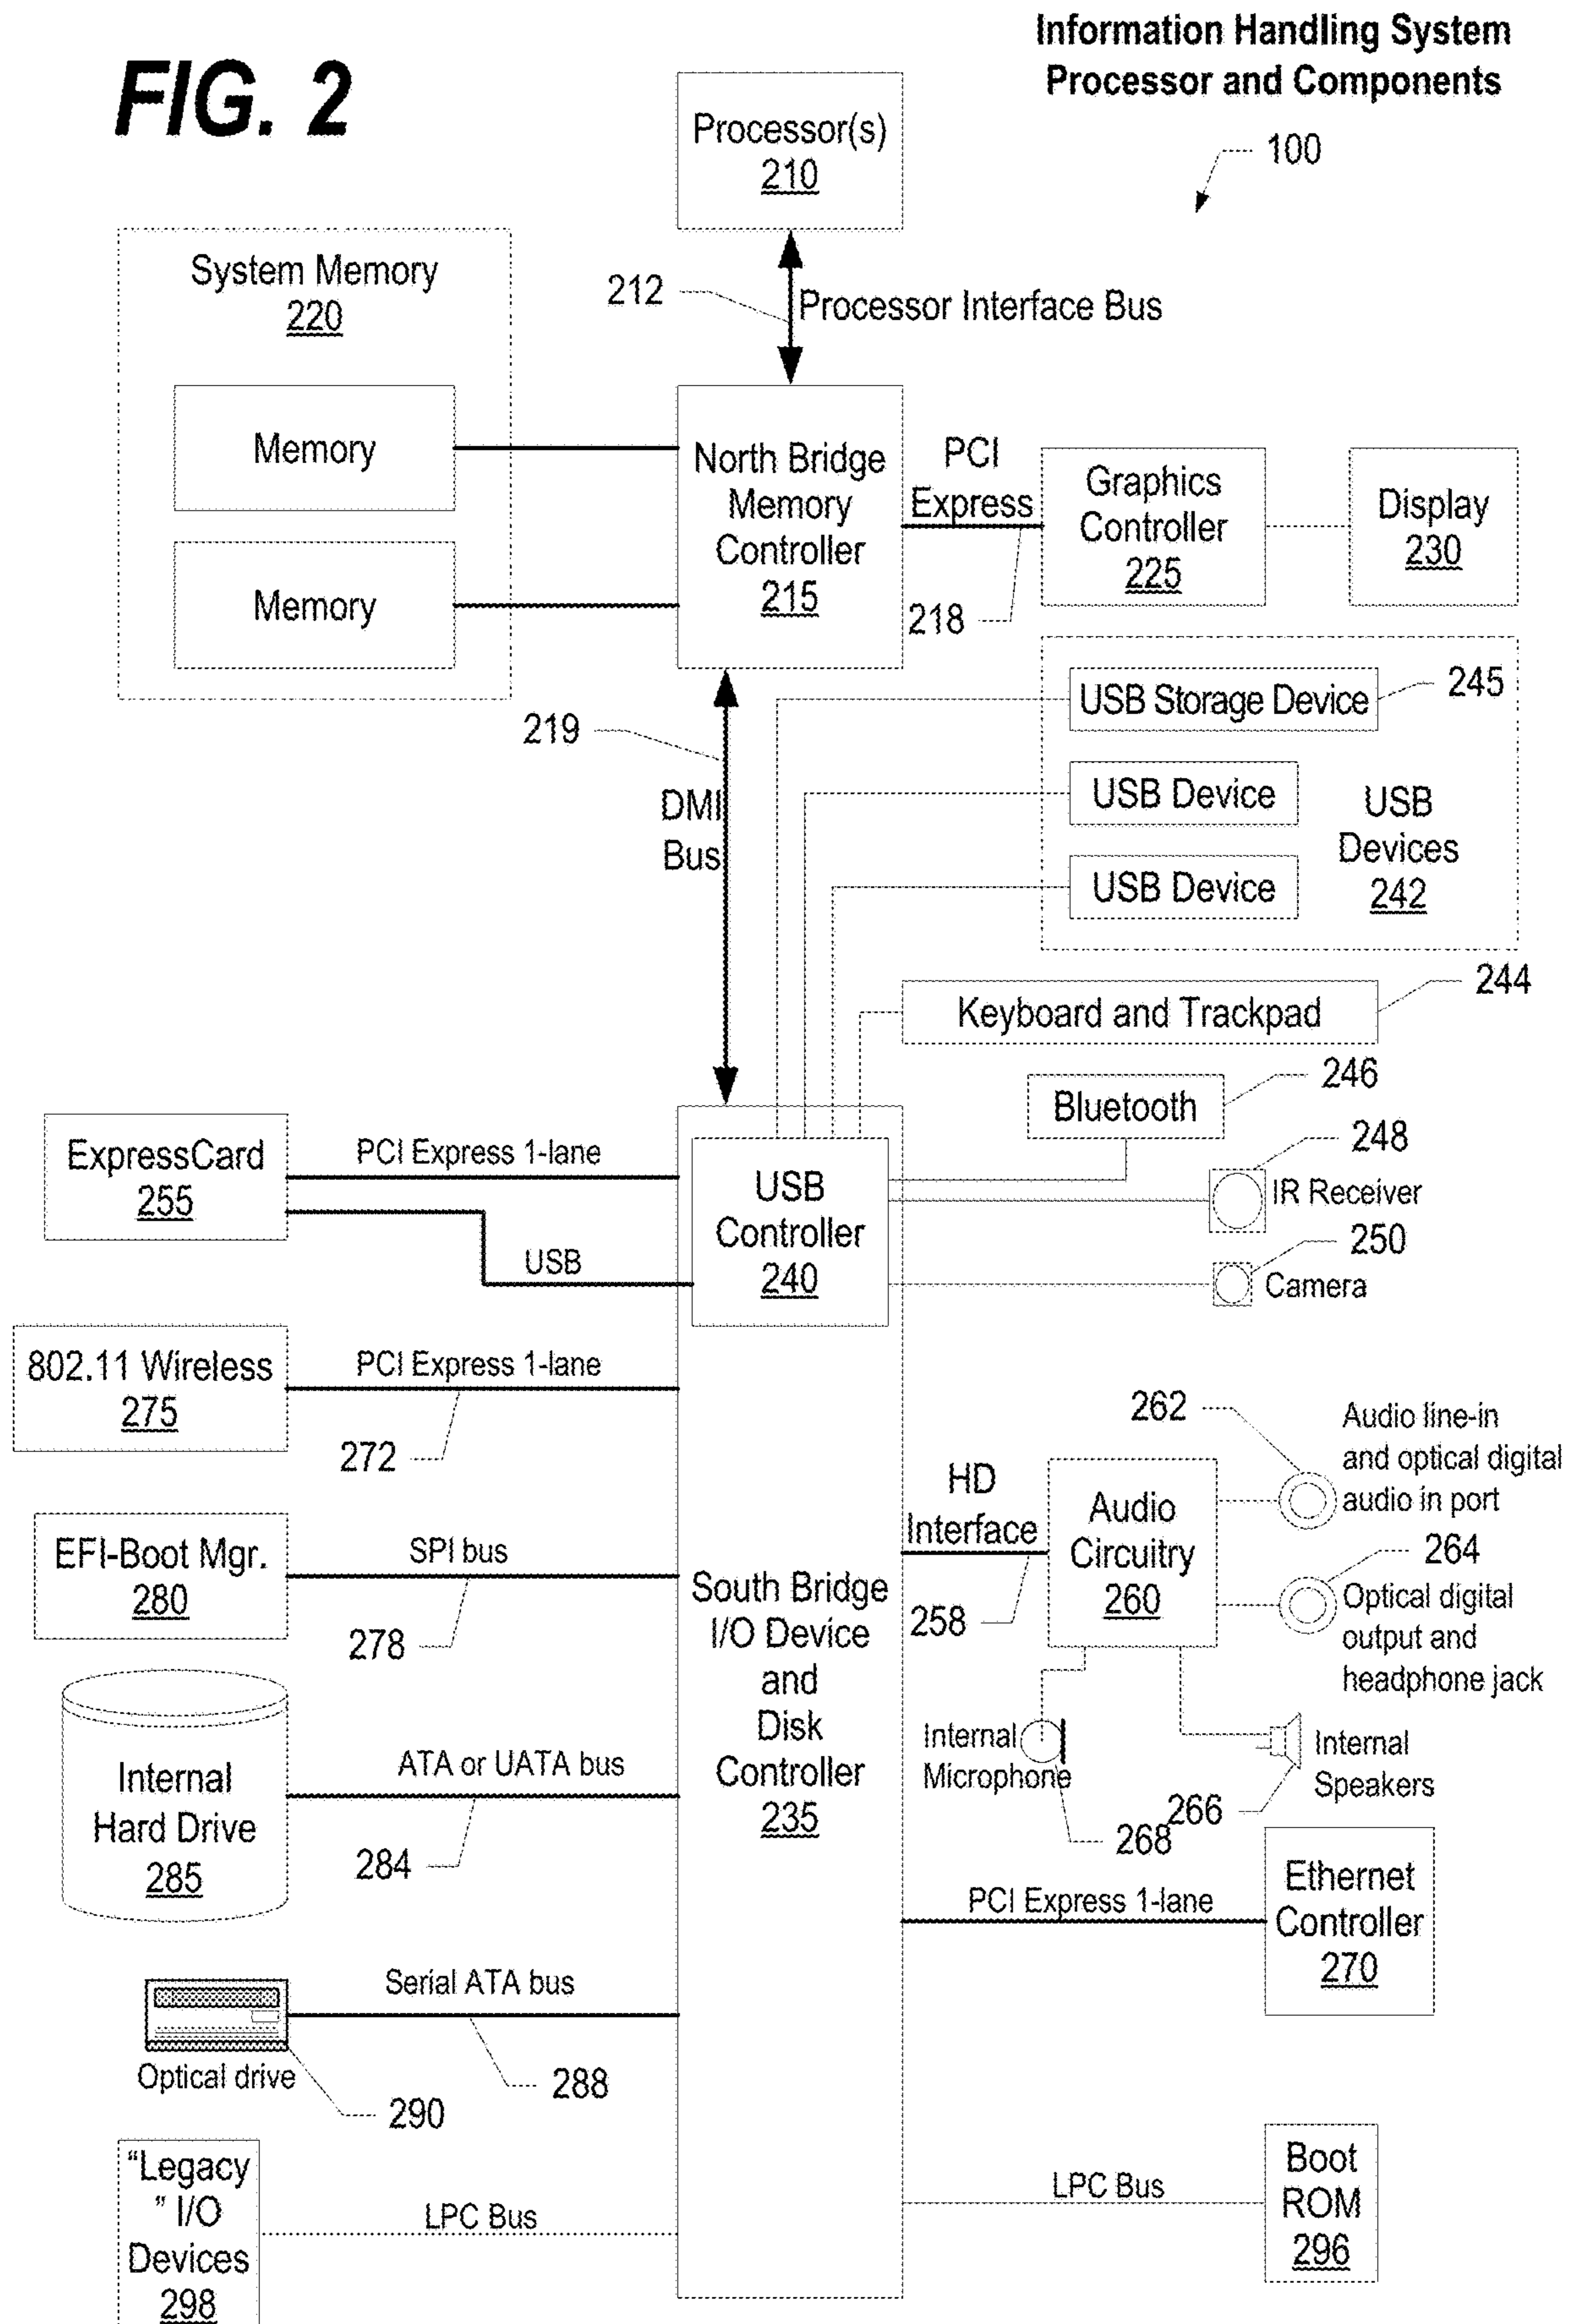 Information Handling System
Processor and Components
FIG. 2
100
Processor(s)
210
212
Processor Interface Bus
System Memory
220
Memory
Memory
North Bridge
Memory
Controller
215
PCI
Express
218
Graphics
Controller
225
Display
230
219
DMI
Bus
USB Storage Device
245
USB Device
USB Device
USB
Devices
242
244
Keyboard and Trackpad
246
Bluetooth
248
IR Receiver
250
Camera
ExpressCard
255
PCI Express 1-lane
USB
USB
Controller
240
802.11 Wireless
275
PCI Express 1-lane
272
262
Audio line-in
and optical digital
audio in port
HD
Interface
258
Audio
Circuitry
260
264
Optical digital
output and
headphone jack
EFI-Boot Mgr.
280
SPI bus
278
South Bridge
I/O Device
and
Disk
Controller
235
Internal
Microphone
268
266
Internal
Speakers
Internal
Hard Drive
285
ATA or UATA bus
284
PCI Express 1-lane
Ethernet
Controller
270
Serial ATA bus
288
Optical drive
290
“Legacy
” I/O
Devices
298
LPC Bus
LPC Bus
Boot
ROM
296